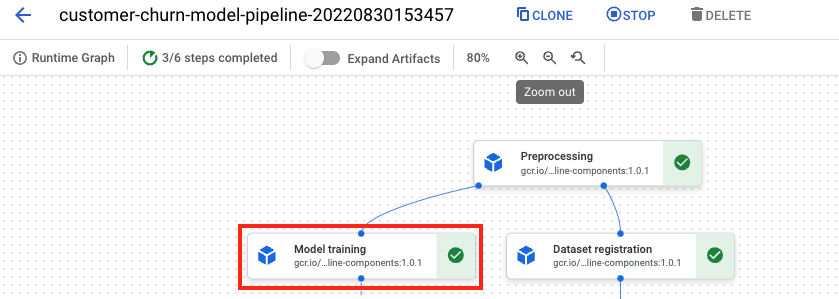 customer-churn-model-pipeline-20220830153457 CLONE STOP DELETE
Runtime Graph 3/6 steps completed Expand Artifacts 80%
Zoom out
Preprocessing
gcr.io/...line-components:1.0.1
Model training
gcr.io/...line-components:1.0.1
Dataset registration
gcr.io/...line-components:1.0.1